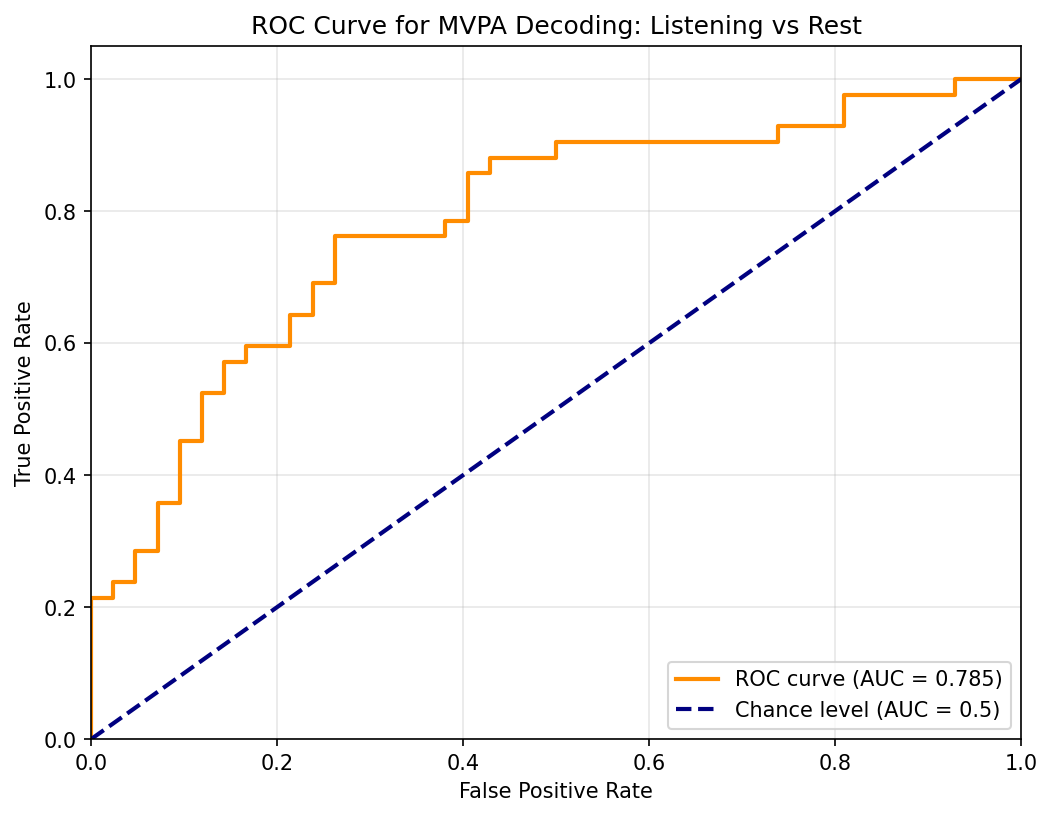 ROC Curve for MVPA Decoding: Listening vs Rest
True Positive Rate
1.0
0.8
0.6
0.4
0.2
0.0
0.0 0.2 0.4 0.6 0.8 1.0
False Positive Rate
ROC curve (AUC = 0.785)
Chance level (AUC = 0.5)